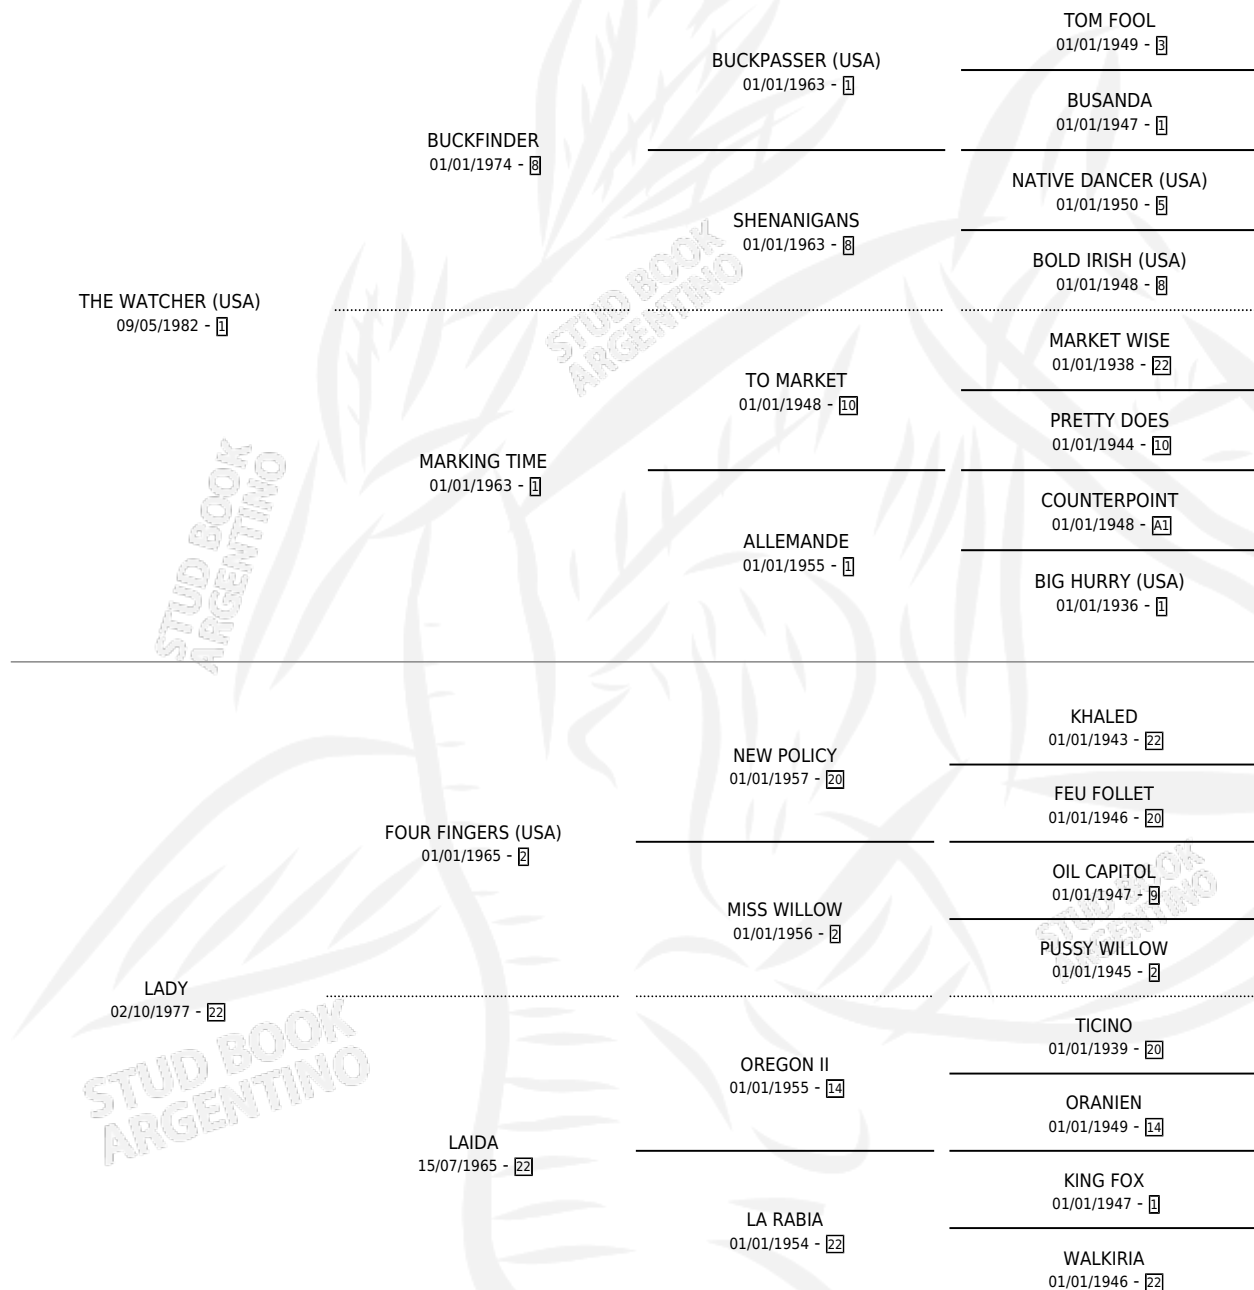 TOM FOOL
01/01/1949 - 3
BUCKPASSER (USA)
01/01/1963 - 1
BUSANDA
01/01/1947 - 1
BUCKFINDER
01/01/1974 - 8
NATIVE DANCER (USA)
01/01/1950 - 5
SHENANIGANS
01/01/1963 - 8
BOLD IRISH (USA)
01/01/1948 - 8
THE WATCHER (USA)
09/05/1982 - 1
MARKET WISE
01/01/1938 - 22
TO MARKET
01/01/1948 - 10
PRETTY DOES
01/01/1944 - 10
MARKING TIME
01/01/1963 - 1
COUNTERPOINT
01/01/1948 - A1
ALLEMANDE
01/01/1955 - 1
BIG HURRY (USA)
01/01/1936 - 1
KHALED
01/01/1943 - 22
NEW POLICY
01/01/1957 - 20
FEU FOLLET
01/01/1946 - 20
FOUR FINGERS (USA)
01/01/1965 - 2
OIL CAPITOL
01/01/1947 - 9
MISS WILLOW
01/01/1956 - 2
PUSSY WILLOW
01/01/1945 - 2
LADY
02/10/1977 - 22
TICINO
01/01/1939 - 20
OREGON II
01/01/1955 - 14
ORANIEN
01/01/1949 - 14
LAIDA
15/07/1965 - 22
KING FOX
01/01/1947 - 1
LA RABIA
01/01/1954 - 22
WALKIRIA
01/01/1946 - 22
STUD BOOK
ARGENTINO
STUD BOOK
ARGENTINO
STUD BOOK
ARGENTINO
STUD BOOK
ARGENTINO